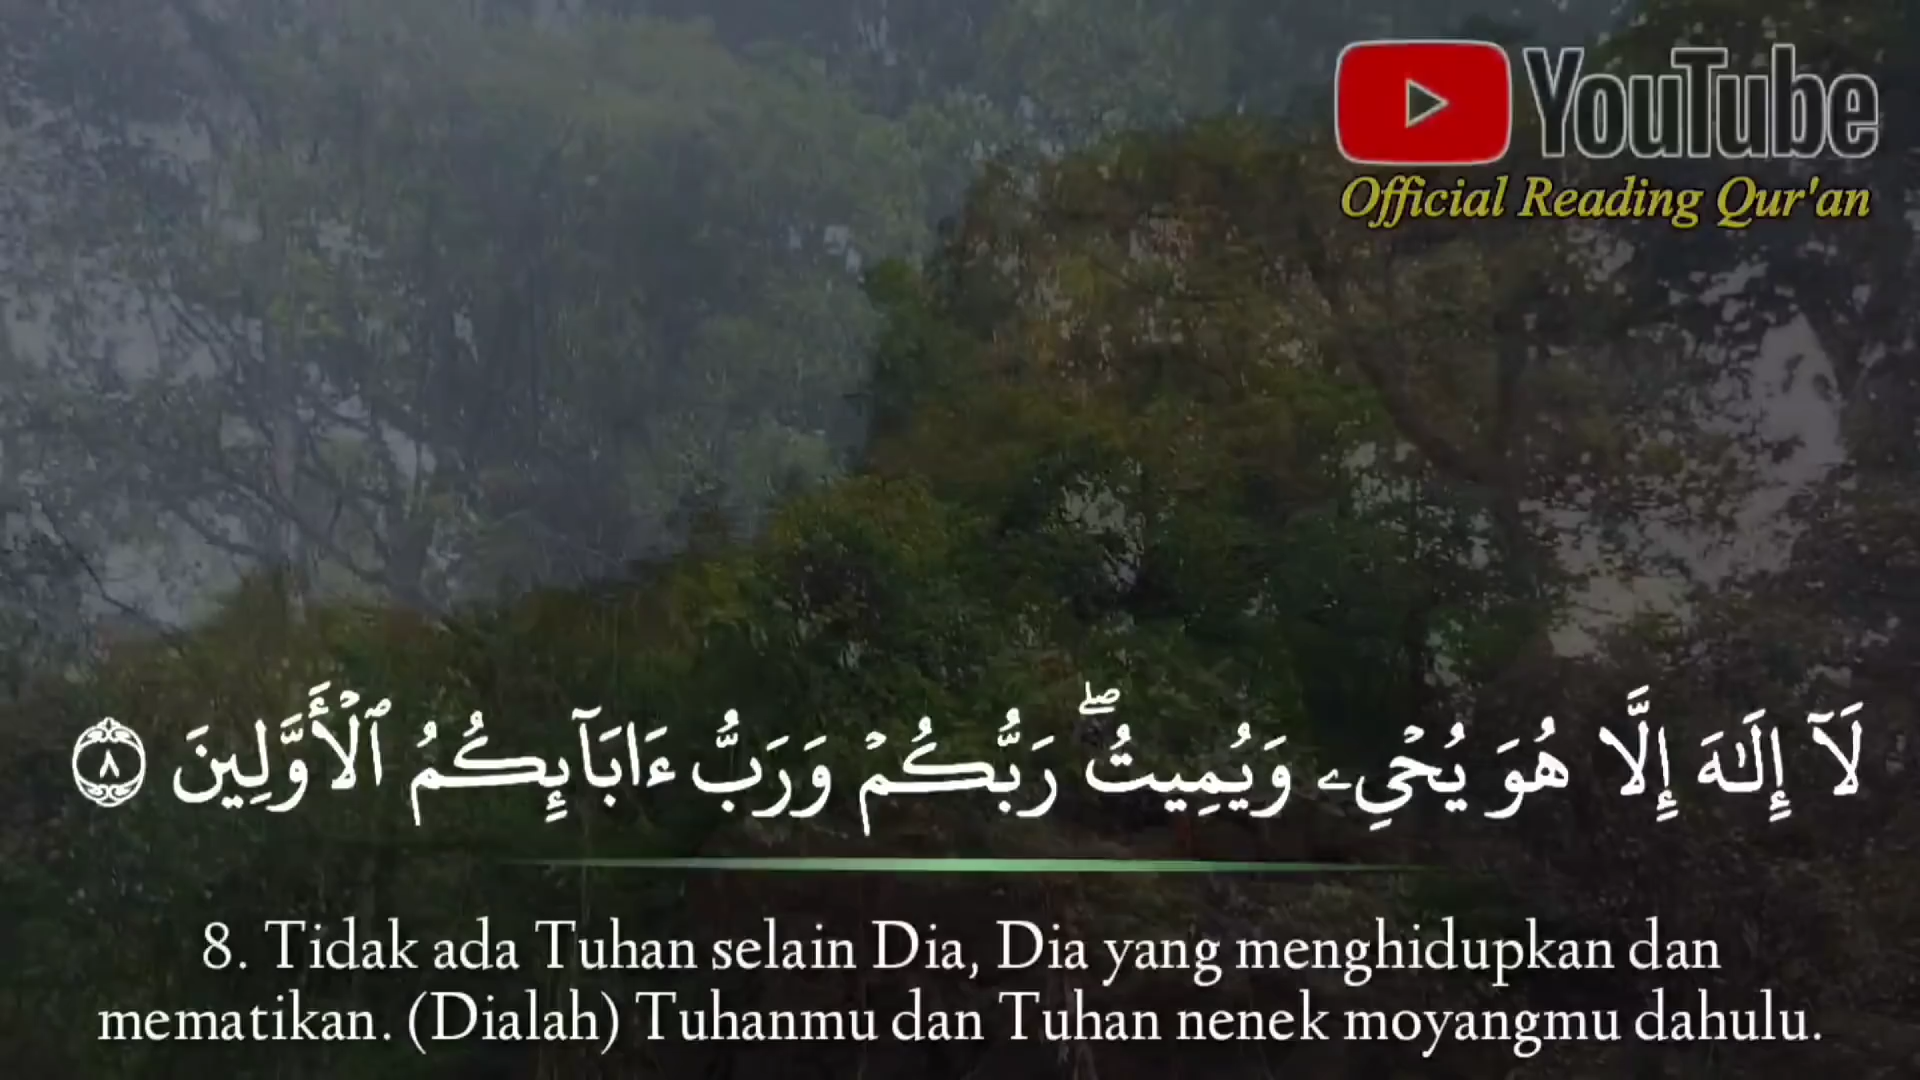 YouTube
Official Reading Qur'an
لَآ إِلَٰهَ إِلَّا هُوَ يُحْىِۦ وَيُمِيتُ ۖ رَبُّكُمْ وَرَبُّ ءَابَآئِكُمُ ٱلْأَوَّلِينَ ٨
8. Tidak ada Tuhan selain Dia, Dia yang menghidupkan dan
mematikan. (Dialah) Tuhanmu dan Tuhan nenek moyangmu dahulu.